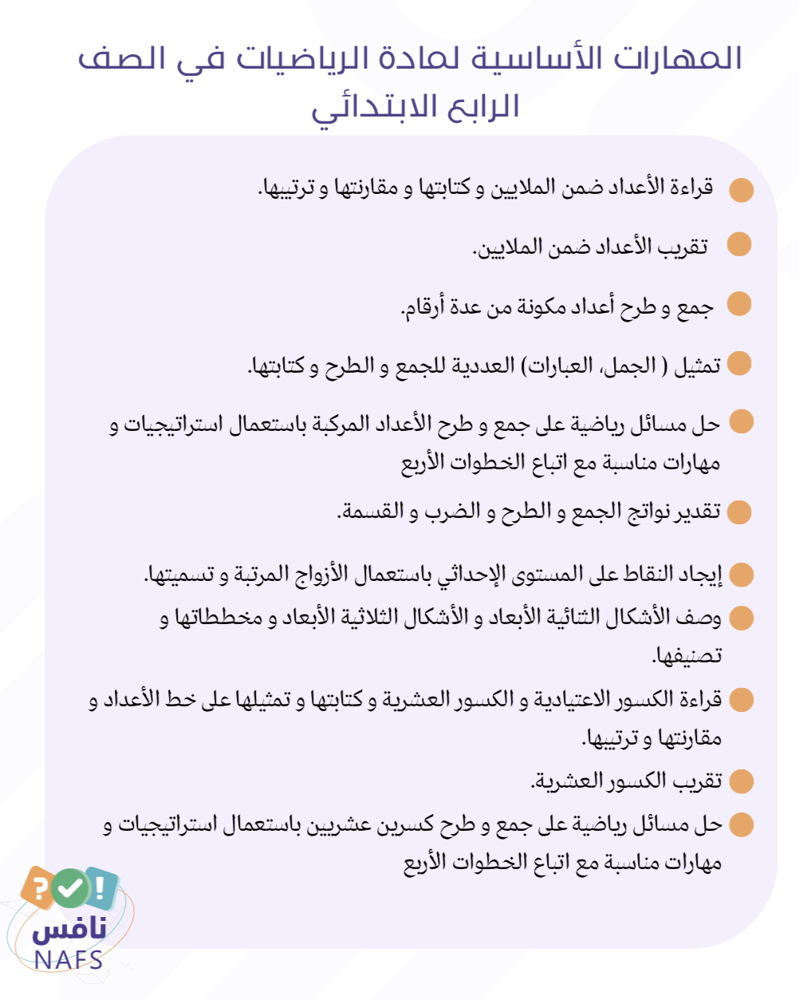 المهارات الأساسية لمادة الرياضيات في الصف
الرابع الابتدائي
قراءة الأعداد ضمن الملايين و كتابتها و مقارنتها و ترتيبها.
تقريب الأعداد ضمن الملايين.
جمع و طرح أعداد مكونة من عدة أرقام.
تمثيل ( الجمل، العبارات) العددية للجمع و الطرح و كتابتها.
حل مسائل رياضية على جمع و طرح الأعداد المركبة باستعمال استراتيجيات و
مهارات مناسبة مع اتباع الخطوات الأربع
تقدير نواتج الجمع و الطرح و الضرب و القسمة.
إيجاد النقاط على المستوى الإحداثي باستعمال الأزواج المرتبة و تسميتها.
وصف الأشكال الثنائية الأبعاد و الأشكال الثلاثية الأبعاد و مخططاتها و
تصنيفها.
قراءة الكسور الاعتيادية و الكسور العشرية و كتابتها و تمثيلها على خط الأعداد و
مقارنتها و ترتيبها.
تقريب الكسور العشرية.
حل مسائل رياضية على جمع و طرح كسرين عشريين باستعمال استراتيجيات و
مهارات مناسبة مع اتباع الخطوات الأربع
? !
نافس
NAFS